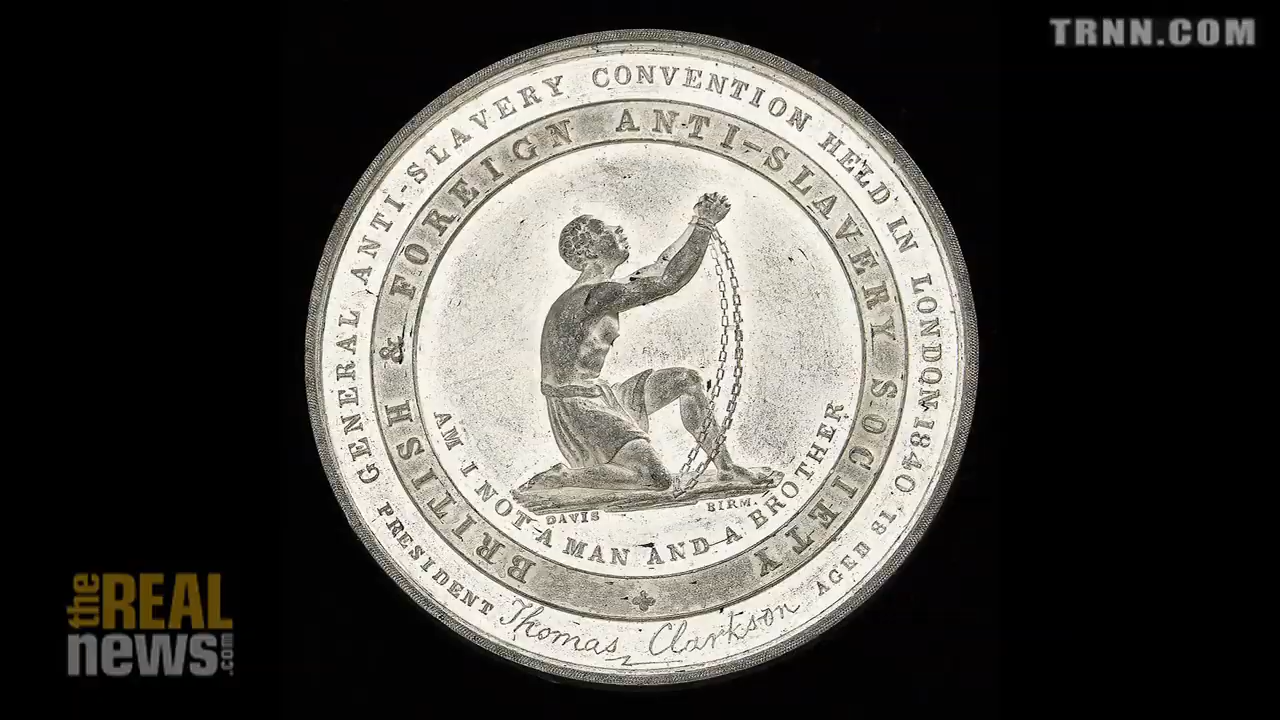 TRNN.COM
GENERAL ANTI-SLAVERY CONVENTION HELD IN LONDON 1840.
PRESIDENT Thomas Clarkson AGED 81.
BRITISH & FOREIGN ANTI-SLAVERY SOCIETY
DAVIS BIRM.
AM I NOT A MAN AND A BROTHER
the REAL
news.com